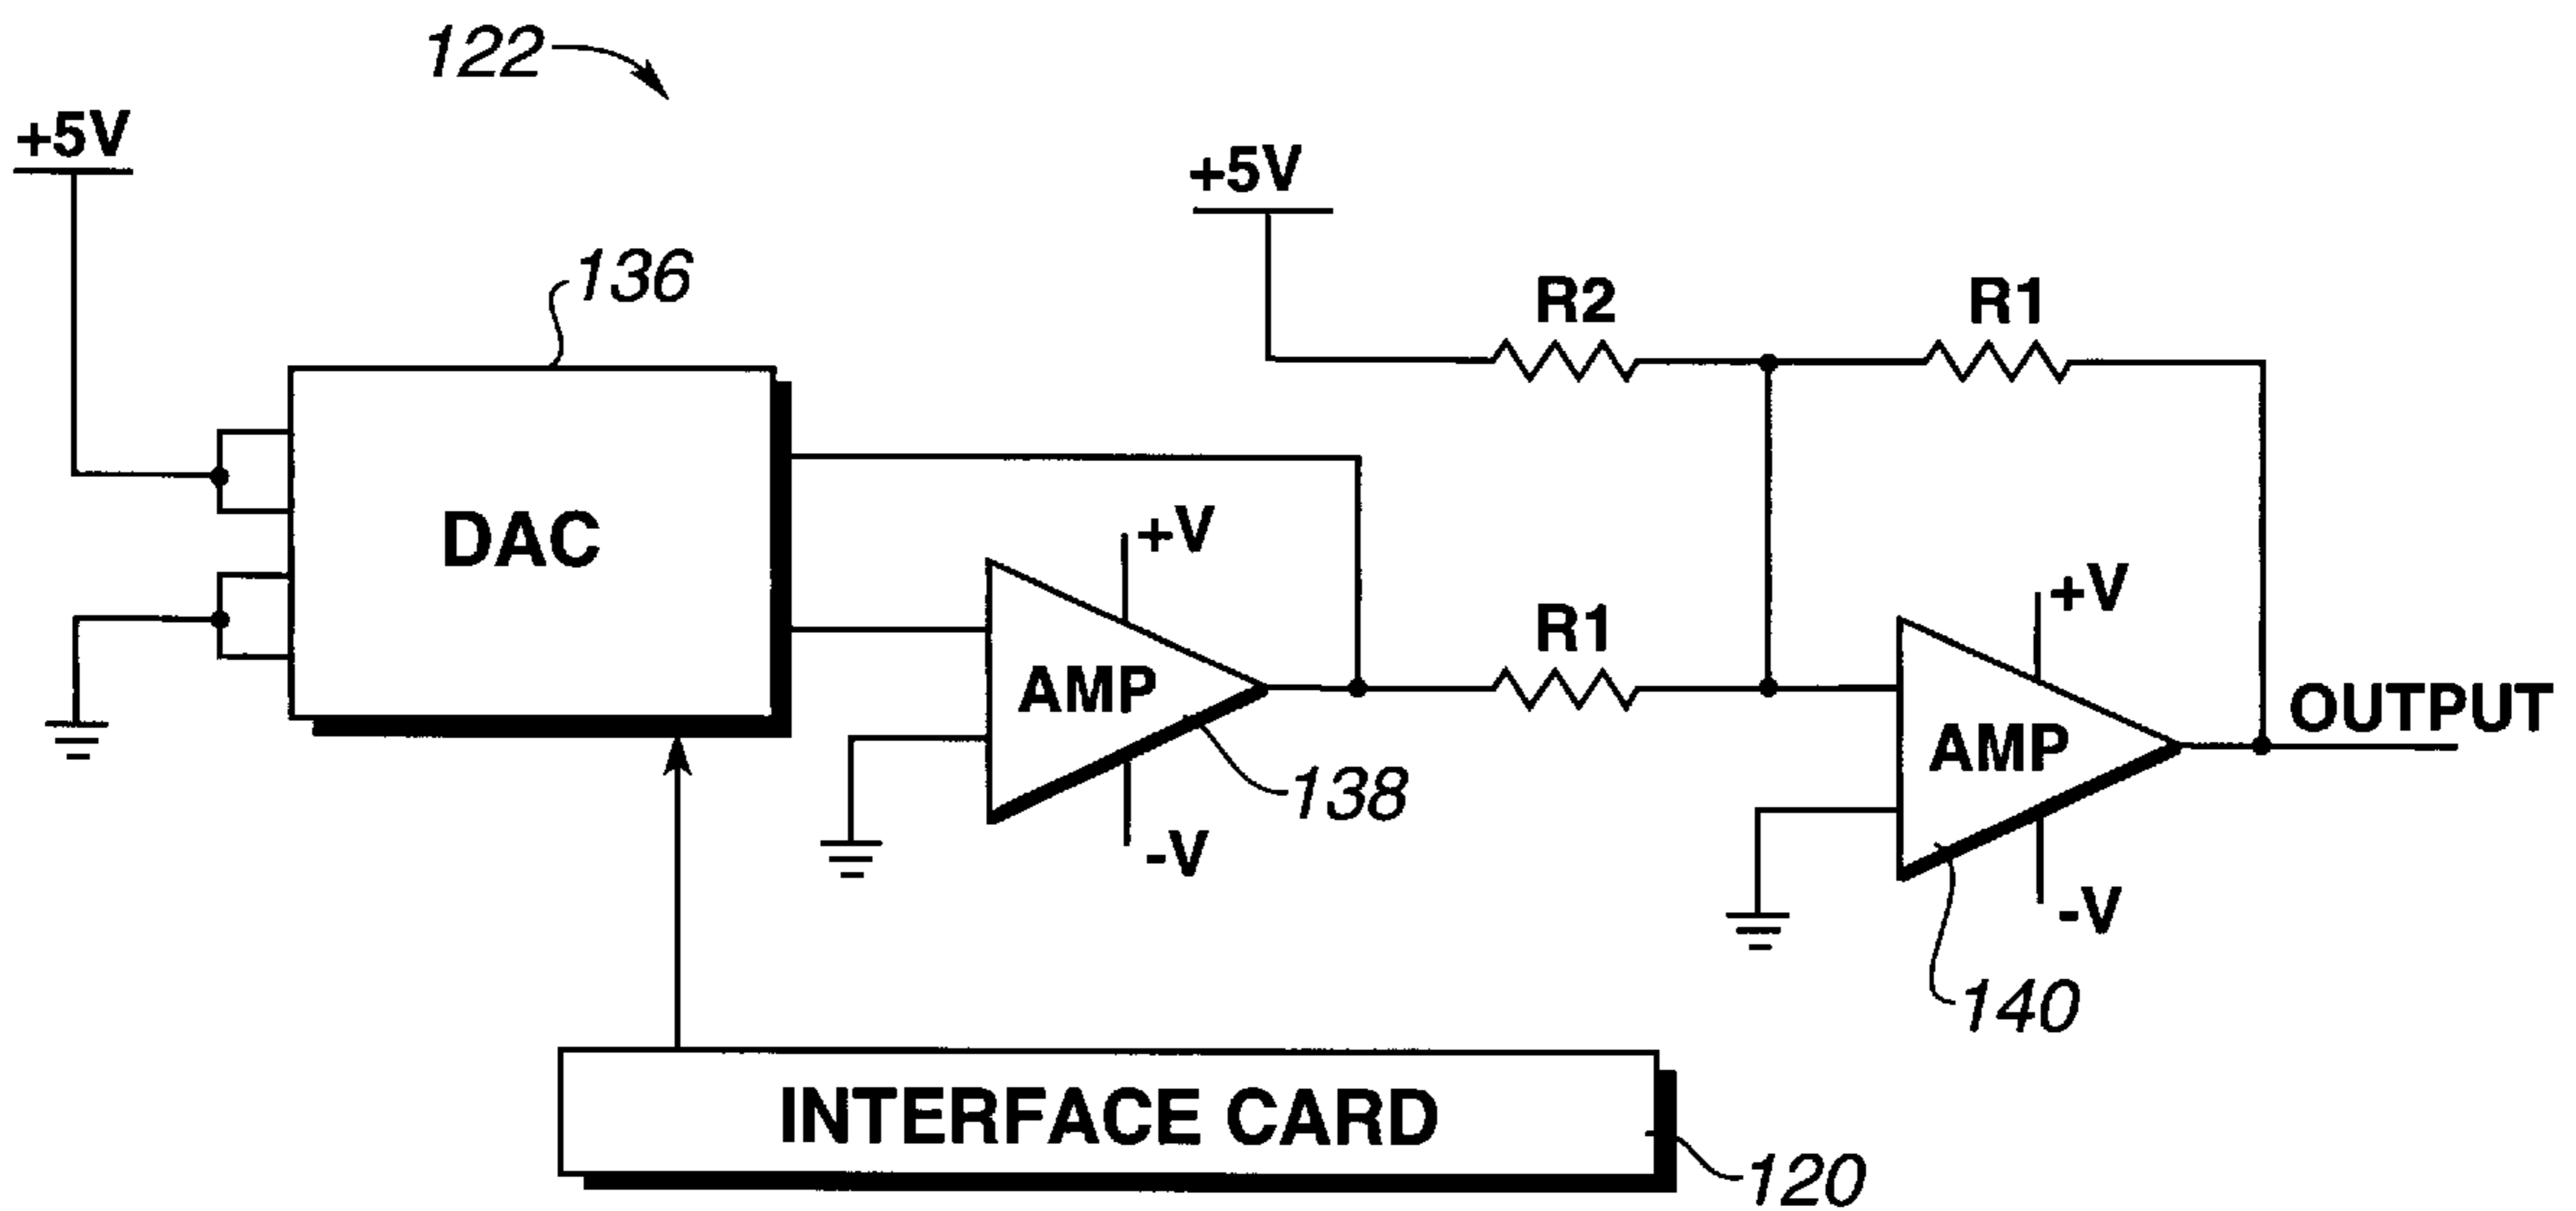 122
+5V
+5V
136
R2
R1
DAC
+V
+V
R1
AMP
OUTPUT
AMP
138
-V
-V
140
INTERFACE CARD
120